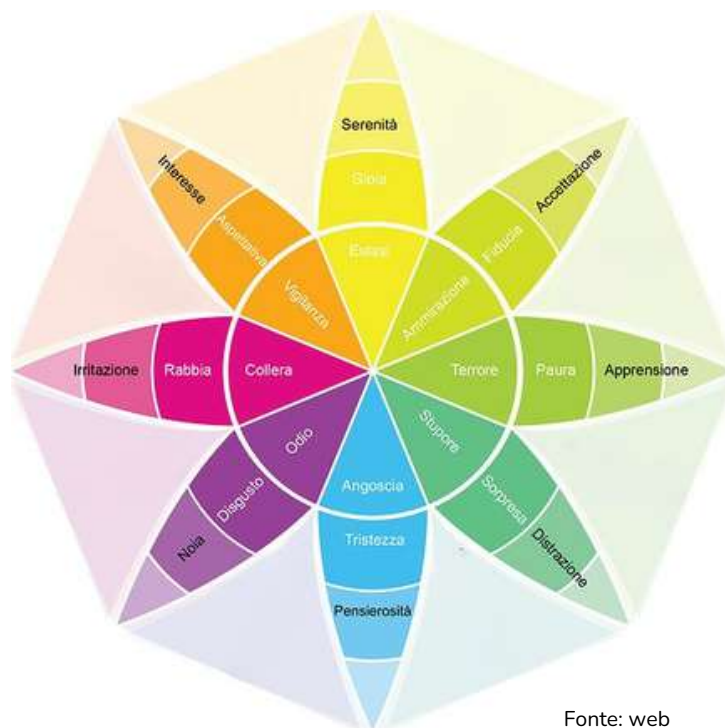 Serenità
Gioia
Estasi
Accettazione
Fiducia
Ammirazione
Apprensione
Paura
Terrore
Distrazione
Sorpresa
Stupore
Angoscia
Tristezza
Pensierosità
Odio
Disgusto
Noia
Irritazione
Rabbia
Collera
Interesse
Aspettativa
Vigilanza
Fonte: web